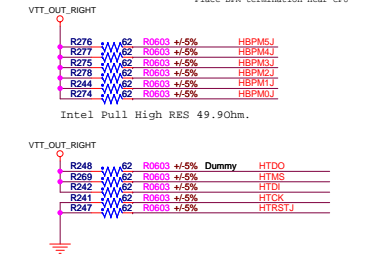 Place BPM termination near CPU
VTT_OUT_RIGHT
R276 62 R0603 +/-5% HBPM5J
R277 62 R0603 +/-5% HBPM4J
R275 62 R0603 +/-5% HBPM3J
R278 62 R0603 +/-5% HBPM2J
R244 62 R0603 +/-5% HBPM1J
R274 62 R0603 +/-5% HBPM0J
Intel Pull High RES 49.9Ohm.
VTT_OUT_RIGHT
R248 62 R0603 +/-5% Dummy HTDO
R269 62 R0603 +/-5% HTMS
R242 62 R0603 +/-5% HTDI
R241 62 R0603 +/-5% HTCK
R247 62 R0603 +/-5% HTRSTJ